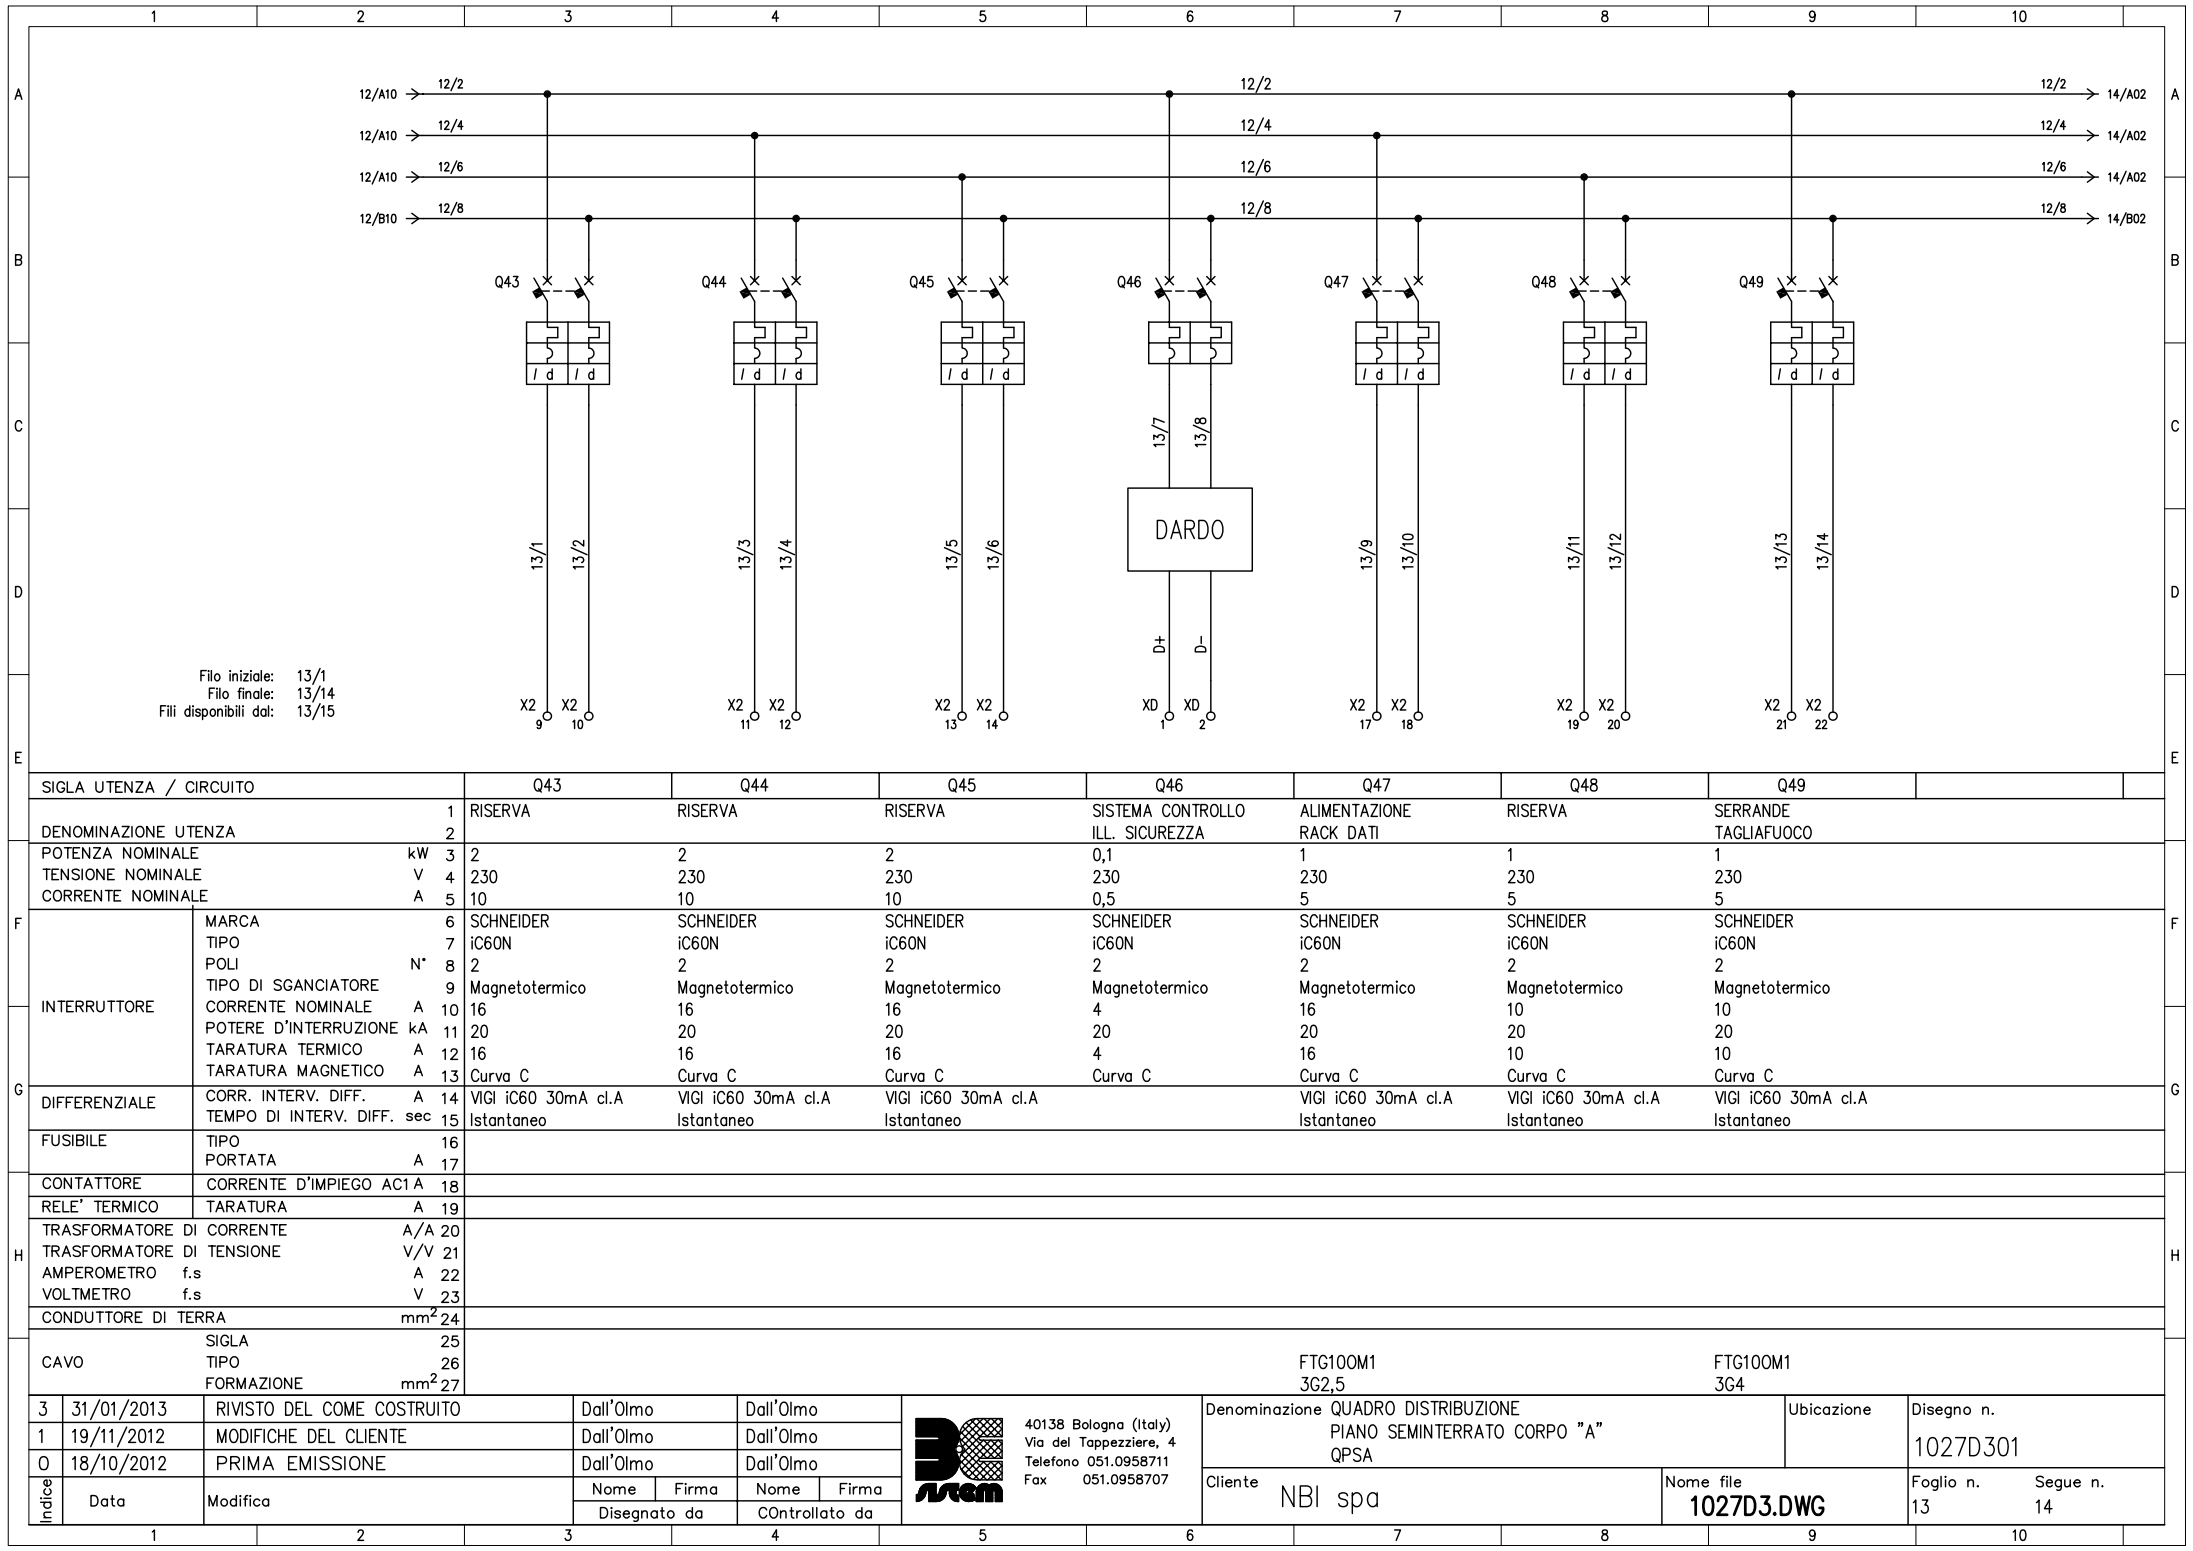 1 2 3 4 5 6 7 8 9 10
A 12/A10 12/2 12/2 12/2 14/A02 A
12/A10 12/4 12/4 12/4 14/A02
12/A10 12/6 12/6 12/6 14/A02
12/B10 12/8 12/8 12/8 14/B02
B B
Q43 Q44 Q45 Q46 Q47 Q48 Q49
I d I d I d I d I d I d I d I d I d I d I d I d
C 13/7 13/8 C
DARDO
13/1 13/2 13/3 13/4 13/5 13/6 13/9 13/10 13/11 13/12 13/13 13/14
D D
D+ D-
Filo iniziale: 13/1
Filo finale: 13/14
Fili disponibili dal: 13/15
X2 X2 X2 X2 X2 X2 XD XD X2 X2 X2 X2 X2 X2
9 10 11 12 13 14 1 2 17 18 19 20 21 22
E E
SIGLA UTENZA / CIRCUITO Q43 Q44 Q45 Q46 Q47 Q48 Q49
1 RISERVA RISERVA RISERVA SISTEMA CONTROLLO ALIMENTAZIONE RISERVA SERRANDE
DENOMINAZIONE UTENZA 2 ILL. SICUREZZA RACK DATI TAGLIAFUOCO
POTENZA NOMINALE kW 3 2 2 2 0,1 1 1 1
TENSIONE NOMINALE V 4 230 230 230 230 230 230 230
CORRENTE NOMINALE A 5 10 10 10 0,5 5 5 5
F MARCA 6 SCHNEIDER SCHNEIDER SCHNEIDER SCHNEIDER SCHNEIDER SCHNEIDER SCHNEIDER F
TIPO 7 iC60N iC60N iC60N iC60N iC60N iC60N iC60N
POLI N° 8 2 2 2 2 2 2 2
TIPO DI SGANCIATORE 9 Magnetotermico Magnetotermico Magnetotermico Magnetotermico Magnetotermico Magnetotermico Magnetotermico
INTERRUTTORE CORRENTE NOMINALE A 10 16 16 16 4 16 10 10
POTERE D'INTERRUZIONE kA 11 20 20 20 20 20 20 20
TARATURA TERMICO A 12 16 16 16 4 16 10 10
TARATURA MAGNETICO A 13 Curva C Curva C Curva C Curva C Curva C Curva C Curva C
G DIFFERENZIALE CORR. INTERV. DIFF. A 14 VIGI iC60 30mA cl.A VIGI iC60 30mA cl.A VIGI iC60 30mA cl.A VIGI iC60 30mA cl.A VIGI iC60 30mA cl.A VIGI iC60 30mA cl.A G
TEMPO DI INTERV. DIFF. sec 15 Istantaneo Istantaneo Istantaneo Istantaneo Istantaneo Istantaneo
FUSIBILE TIPO 16
PORTATA A 17
CONTATTORE CORRENTE D'IMPIEGO AC1 A 18
RELE' TERMICO TARATURA A 19
TRASFORMATORE DI CORRENTE A/A 20
H TRASFORMATORE DI TENSIONE V/V 21 H
AMPEROMETRO f.s A 22
VOLTMETRO f.s V 23
CONDUTTORE DI TERRA mm2 24
SIGLA 25
CAVO TIPO 26 FTG10OM1 FTG10OM1
FORMAZIONE mm2 27 3G2,5 3G4
3 31/01/2013 RIVISTO DEL COME COSTRUITO Dall'Olmo Dall'Olmo
1 19/11/2012 MODIFICHE DEL CLIENTE Dall'Olmo Dall'Olmo
0 18/10/2012 PRIMA EMISSIONE Dall'Olmo Dall'Olmo
Indice Data Modifica Nome Firma Nome Firma
Disegnato da COntrollato da
sistem
40138 Bologna (Italy)
Via del Tappezziere, 4
Telefono 051.0958711
Fax 051.0958707
Denominazione QUADRO DISTRIBUZIONE
PIANO SEMINTERRATO CORPO "A"
QPSA
Ubicazione
Disegno n.
1027D301
Cliente NBI spa
Nome file
1027D3.DWG
Foglio n. Segue n.
13 14
1 2 3 4 5 6 7 8 9 10